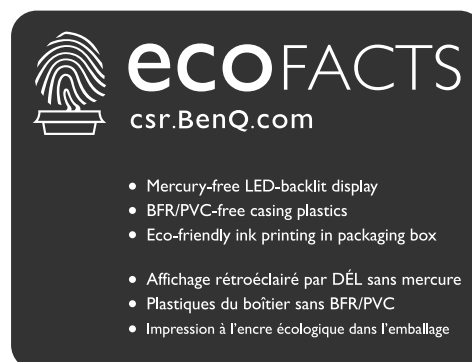 ecoFACTS
csr.BenQ.com
• Mercury-free LED-backlit display
• BFR/PVC-free casing plastics
• Eco-friendly ink printing in packaging box
• Affichage rétroéclairé par DÉL sans mercure
• Plastiques du boîtier sans BFR/PVC
• Impression à l'encre écologique dans l'emballage